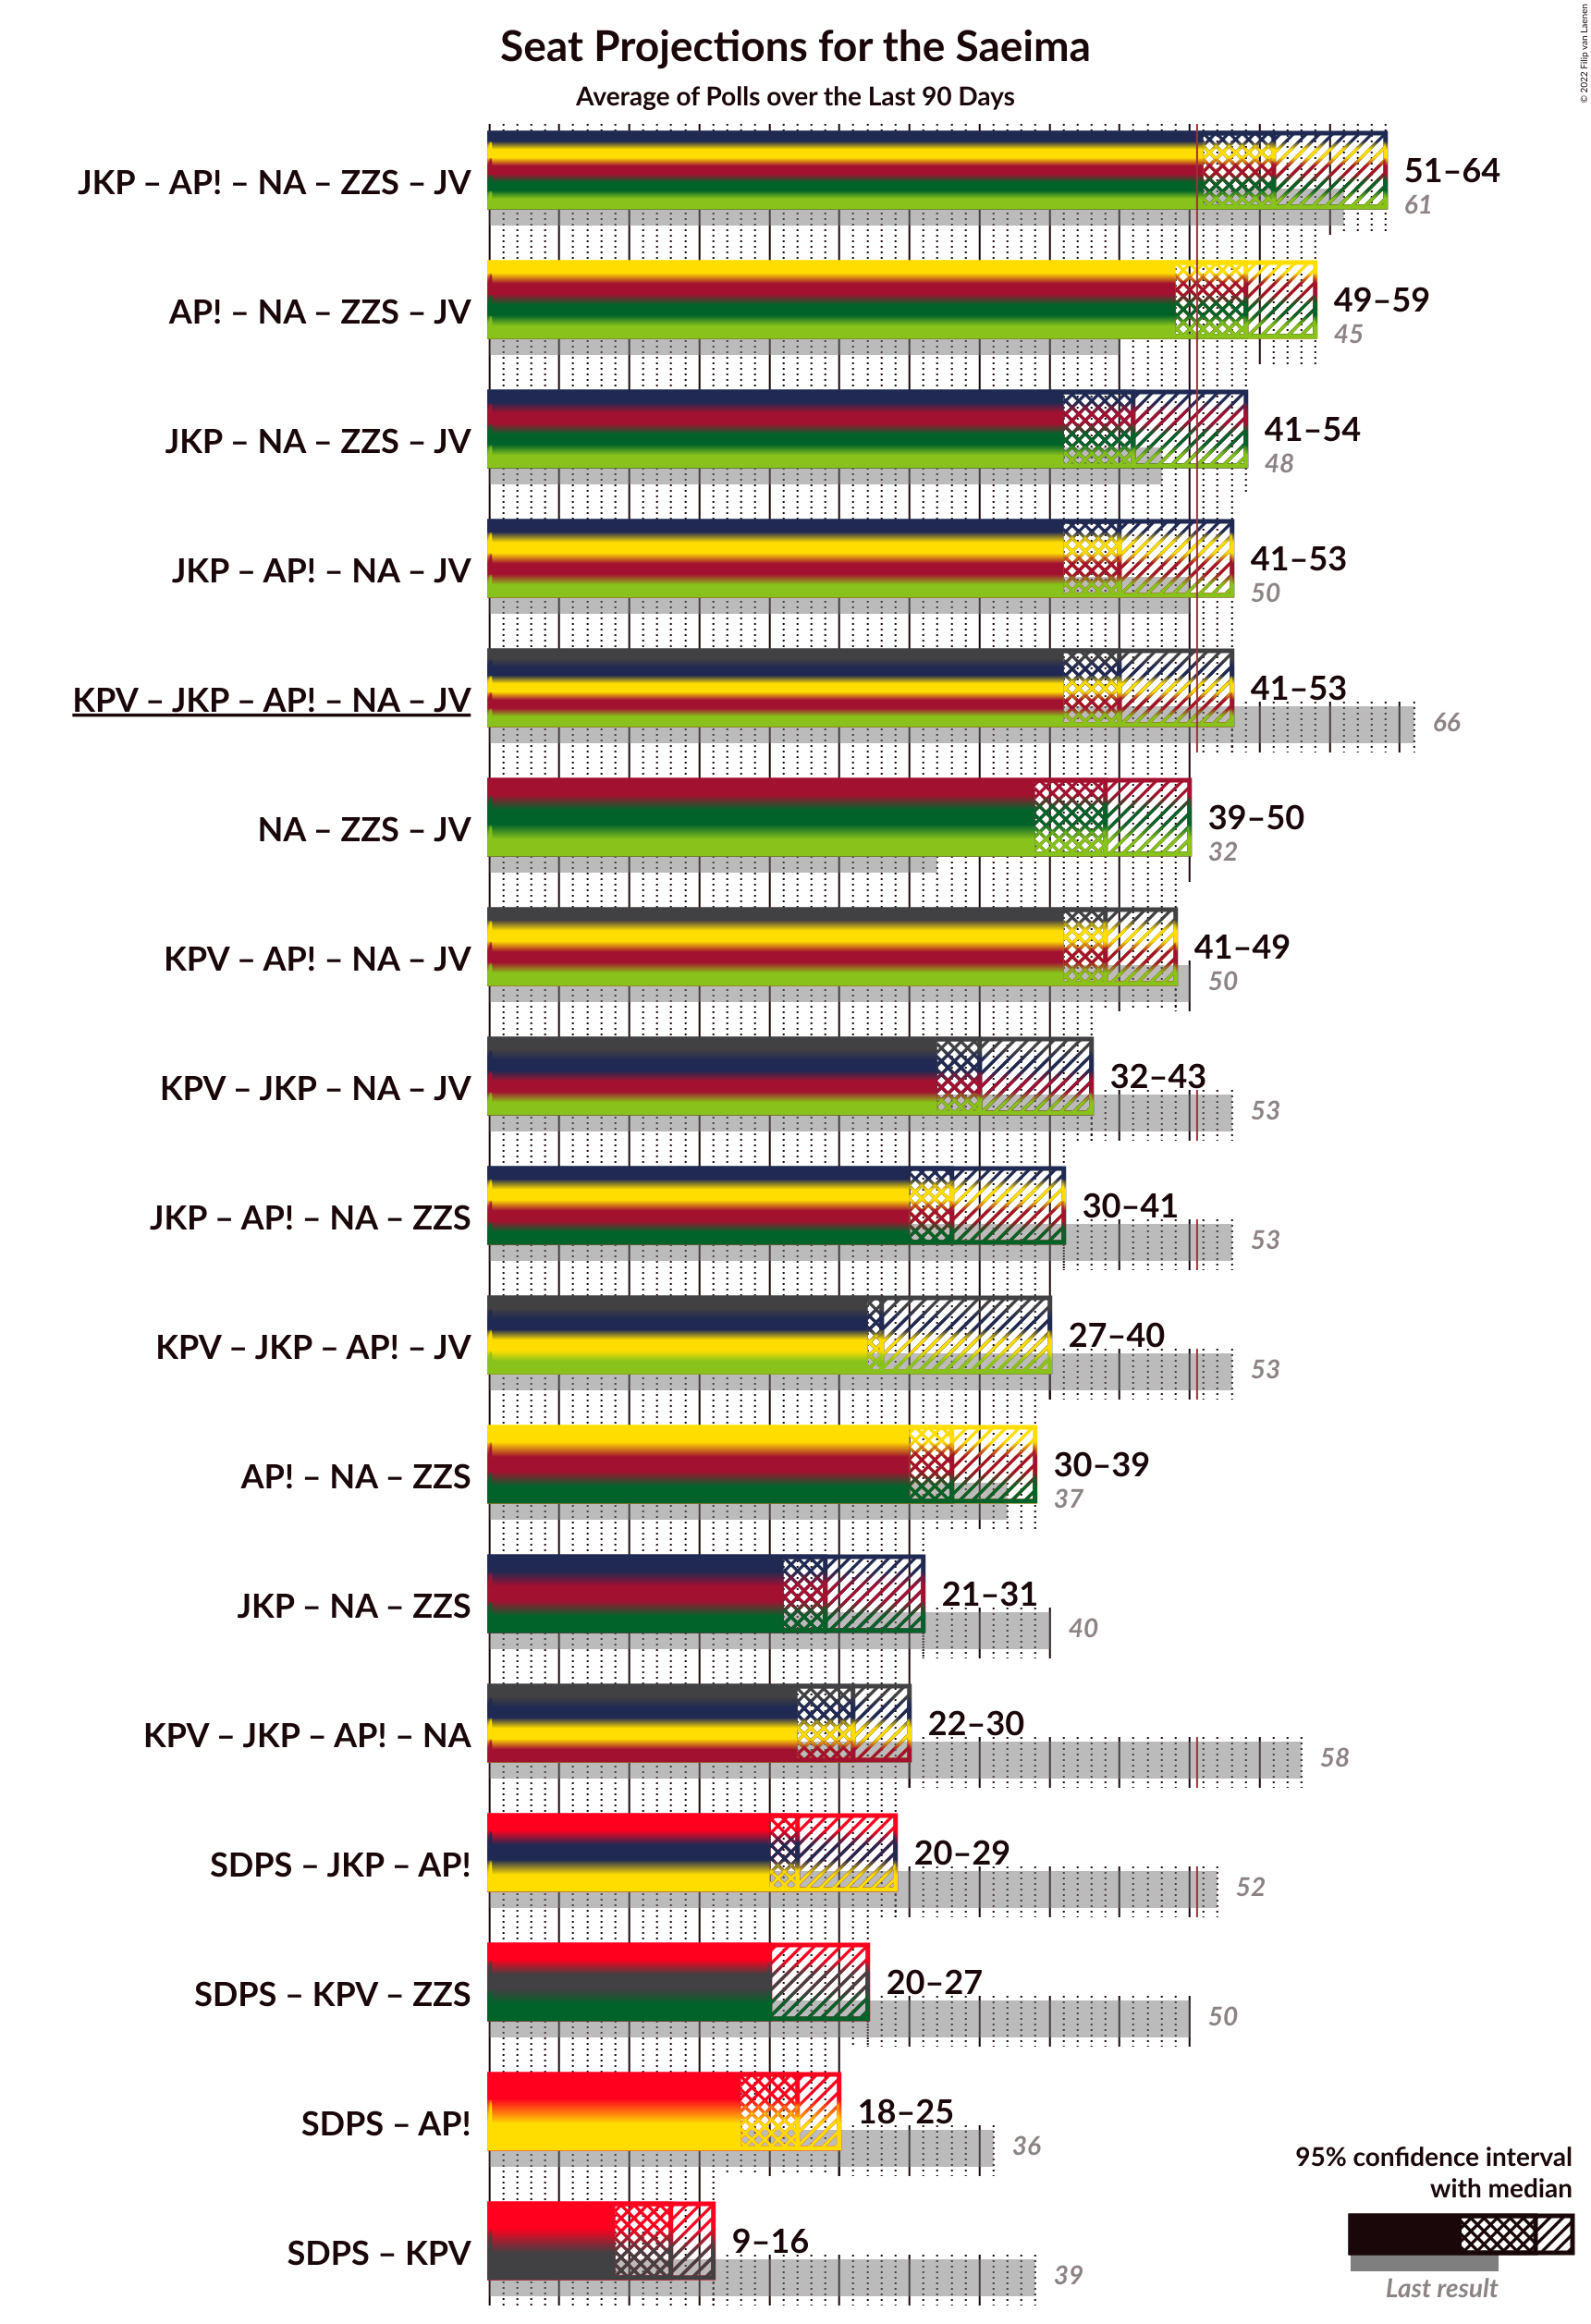 Seat Projections for the Saeima
Average of Polls over the Last 90 Days
© 2022 Filip van Laenen
JKP – AP! – NA – ZZS – JV
51–64
61
AP! – NA – ZZS – JV
49–59
45
JKP – NA – ZZS – JV
41–54
48
JKP – AP! – NA – JV
41–53
50
KPV – JKP – AP! – NA – JV
41–53
66
NA – ZZS – JV
39–50
32
KPV – AP! – NA – JV
41–49
50
KPV – JKP – NA – JV
32–43
53
JKP – AP! – NA – ZZS
30–41
53
KPV – JKP – AP! – JV
27–40
53
AP! – NA – ZZS
30–39
37
JKP – NA – ZZS
21–31
40
KPV – JKP – AP! – NA
22–30
58
SDPS – JKP – AP!
20–29
52
SDPS – KPV – ZZS
20–27
50
SDPS – AP!
18–25
36
SDPS – KPV
9–16
39
95% confidence interval
with median
Last result